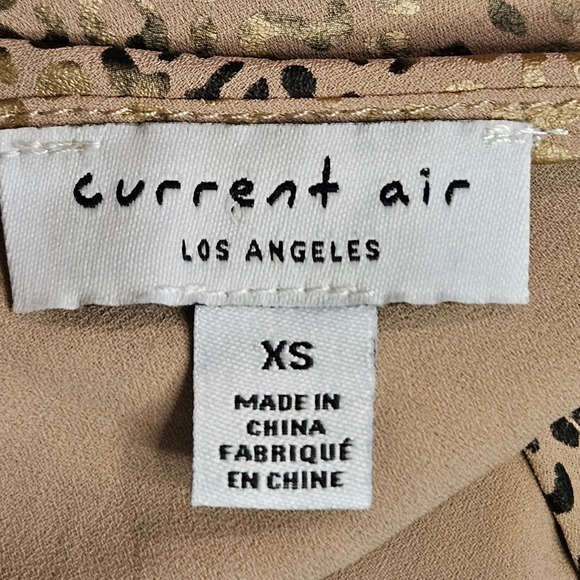 current air
LOS ANGELES
XS
MADE IN
CHINA
FABRIQUÉ
EN CHINE